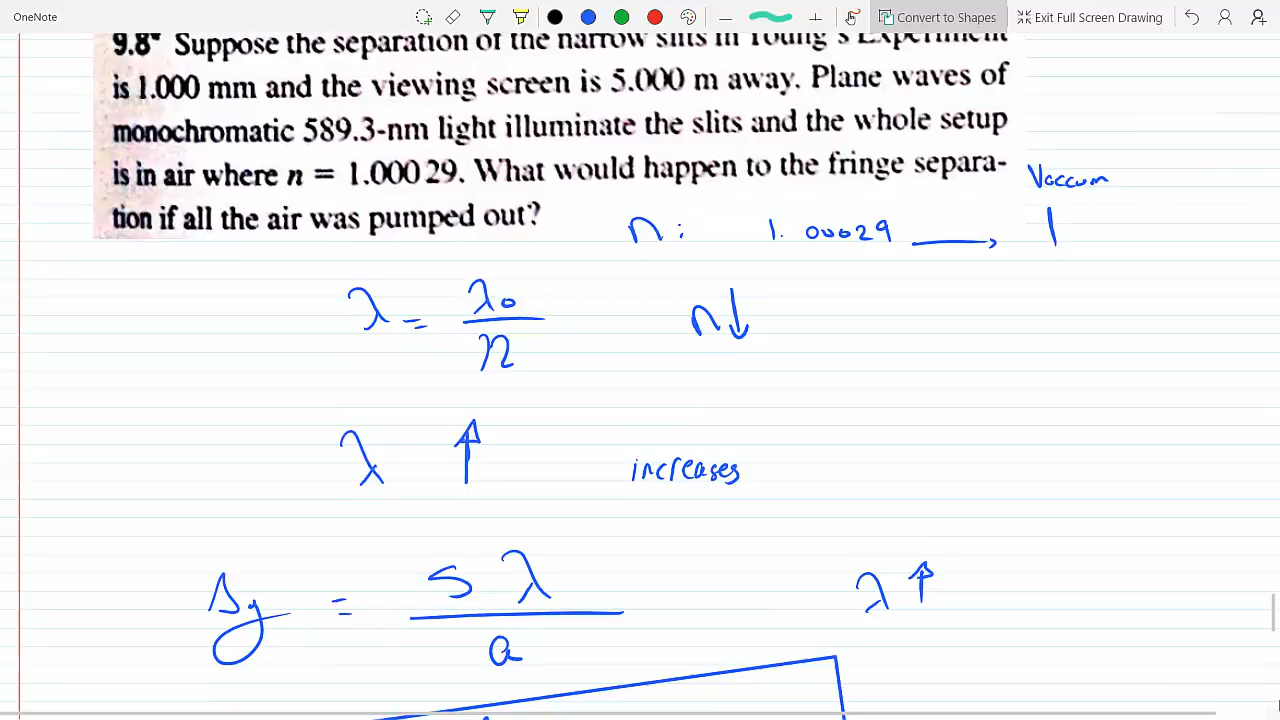 OneNote
Convert to Shapes
Exit Full Screen Drawing
9.8* Suppose the separation of the narrow slits in Young's Experiment
is 1.000 mm and the viewing screen is 5.000 m away. Plane waves of
monochromatic 589.3-nm light illuminate the slits and the whole setup
is in air where n = 1.00029. What would happen to the fringe separa-
tion if all the air was pumped out?
Vaccum
n: 1.00029 → 1
λ = λ0/n n↓
λ ↑ increases
Δy = sλ/a λ↑